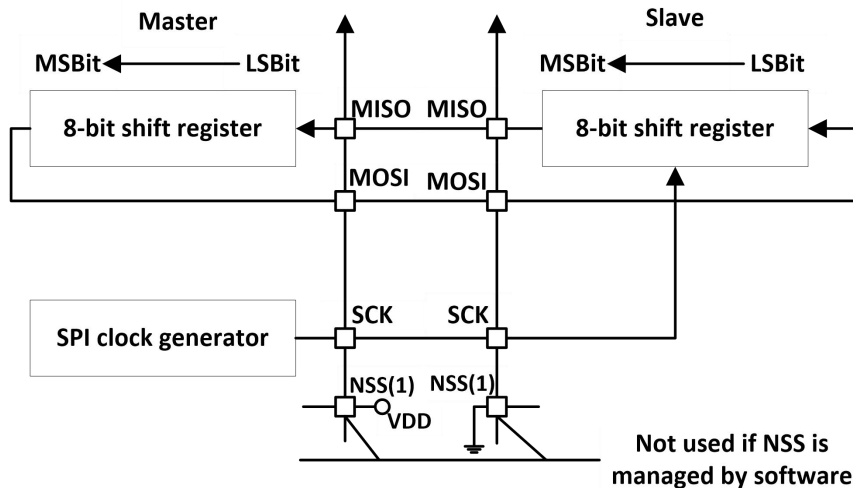 Master
Slave
MSBit
LSBit
MSBit
LSBit
8-bit shift register
MISO
MISO
8-bit shift register
MOSI
MOSI
SPI clock generator
SCK
SCK
NSS(1)
NSS(1)
VDD
Not used if NSS is
managed by software